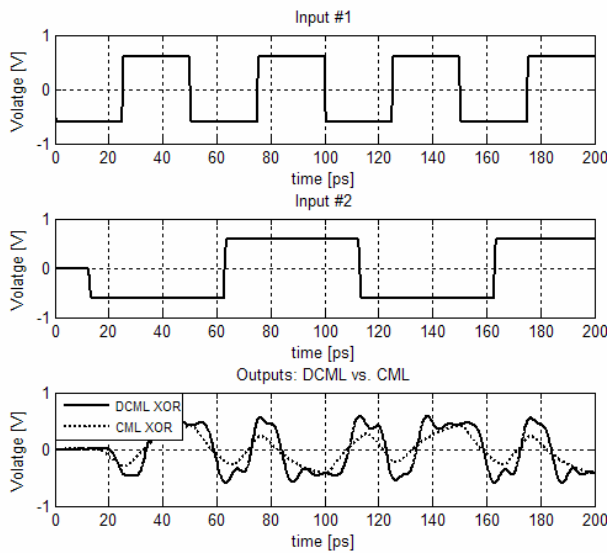 Input #1
1
0
-1
Volatge [V]
0 20 40 60 80 100 120 140 160 180 200
time [ps]
Input #2
1
0
-1
Volatge [V]
0 20 40 60 80 100 120 140 160 180 200
time [ps]
Outputs: DCML vs. CML
1
0
-1
Volatge [V]
DCML XOR
CML XOR
0 20 40 60 80 100 120 140 160 180 200
time [ps]